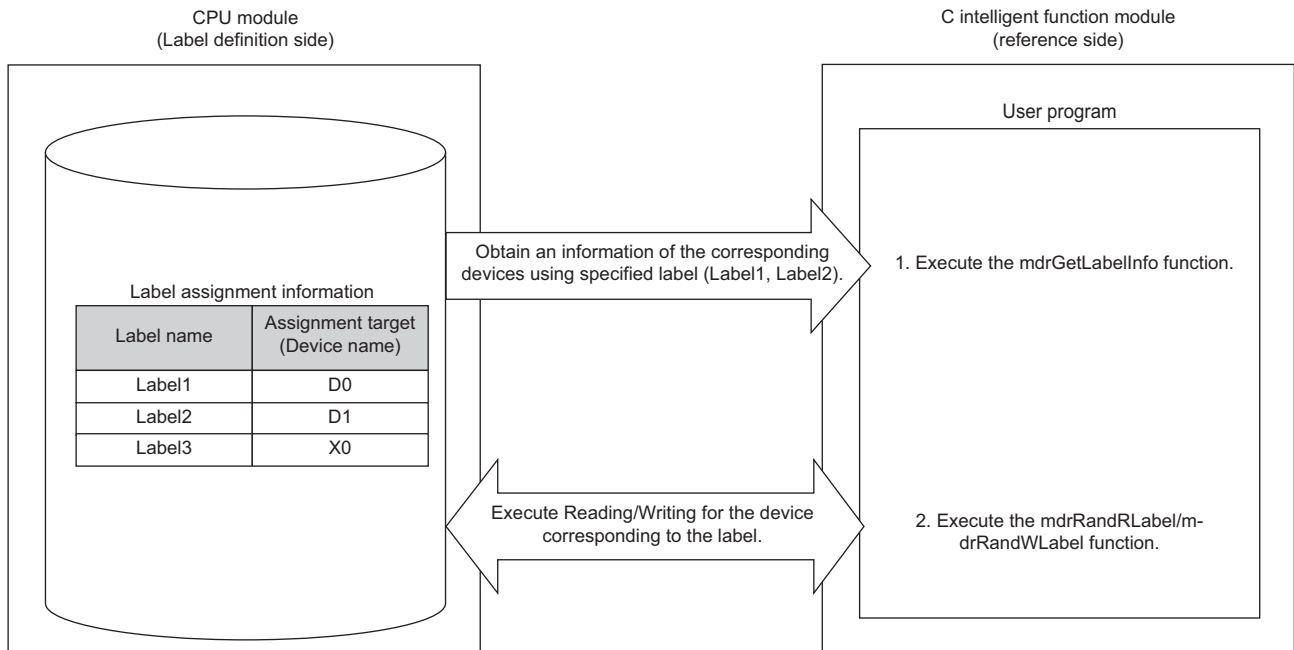 CPU module
(Label definition side)
C intelligent function module
(reference side)
User program
Obtain an information of the corresponding
devices using specified label (Label1, Label2).
1. Execute the mdrGetLabelInfo function.
Label assignment information
Label name
Assignment target
(Device name)
Label1
D0
Label2
D1
Label3
X0
Execute Reading/Writing for the device
corresponding to the label.
2. Execute the mdrRandRLabel/m-
drRandWLabel function.